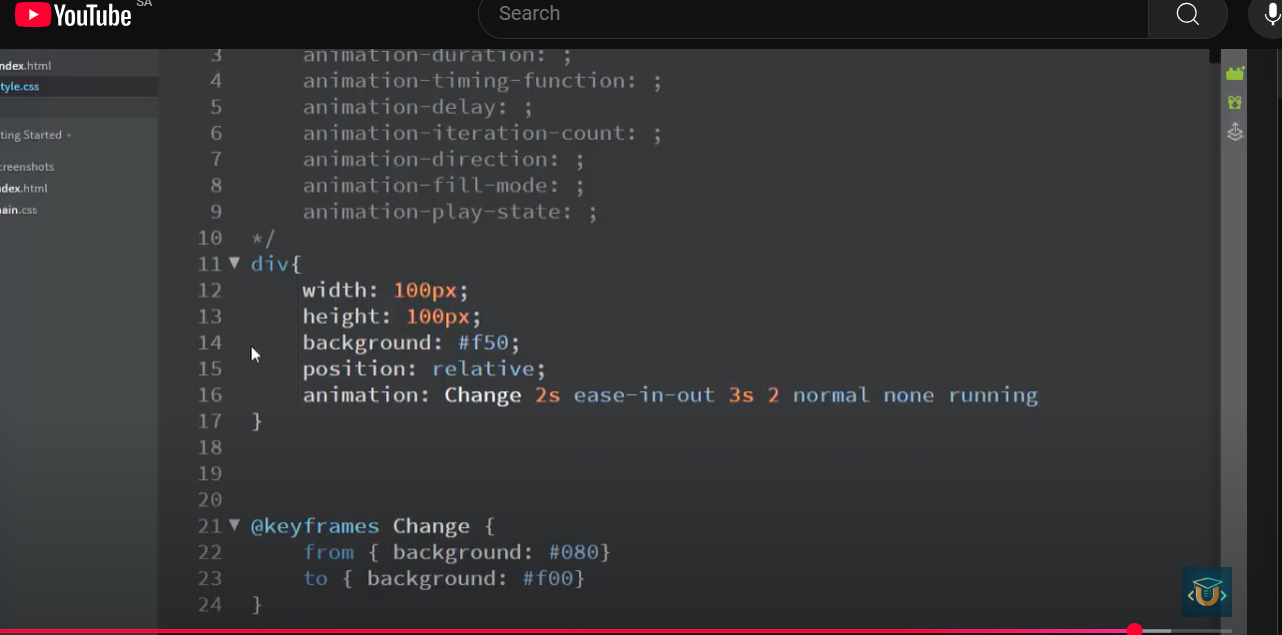 YouTube SA
Search
ndex.html
tyle.css
ting Started
creenshots
ndex.html
ain.css
3 animation-duration: ;
4 animation-timing-function: ;
5 animation-delay: ;
6 animation-iteration-count: ;
7 animation-direction: ;
8 animation-fill-mode: ;
9 animation-play-state: ;
10 */
11 div{
12 width: 100px;
13 height: 100px;
14 background: #f50;
15 position: relative;
16 animation: Change 2s ease-in-out 3s 2 normal none running
17 }
18
19
20
21 @keyframes Change {
22 from { background: #080}
23 to { background: #f00}
24 }